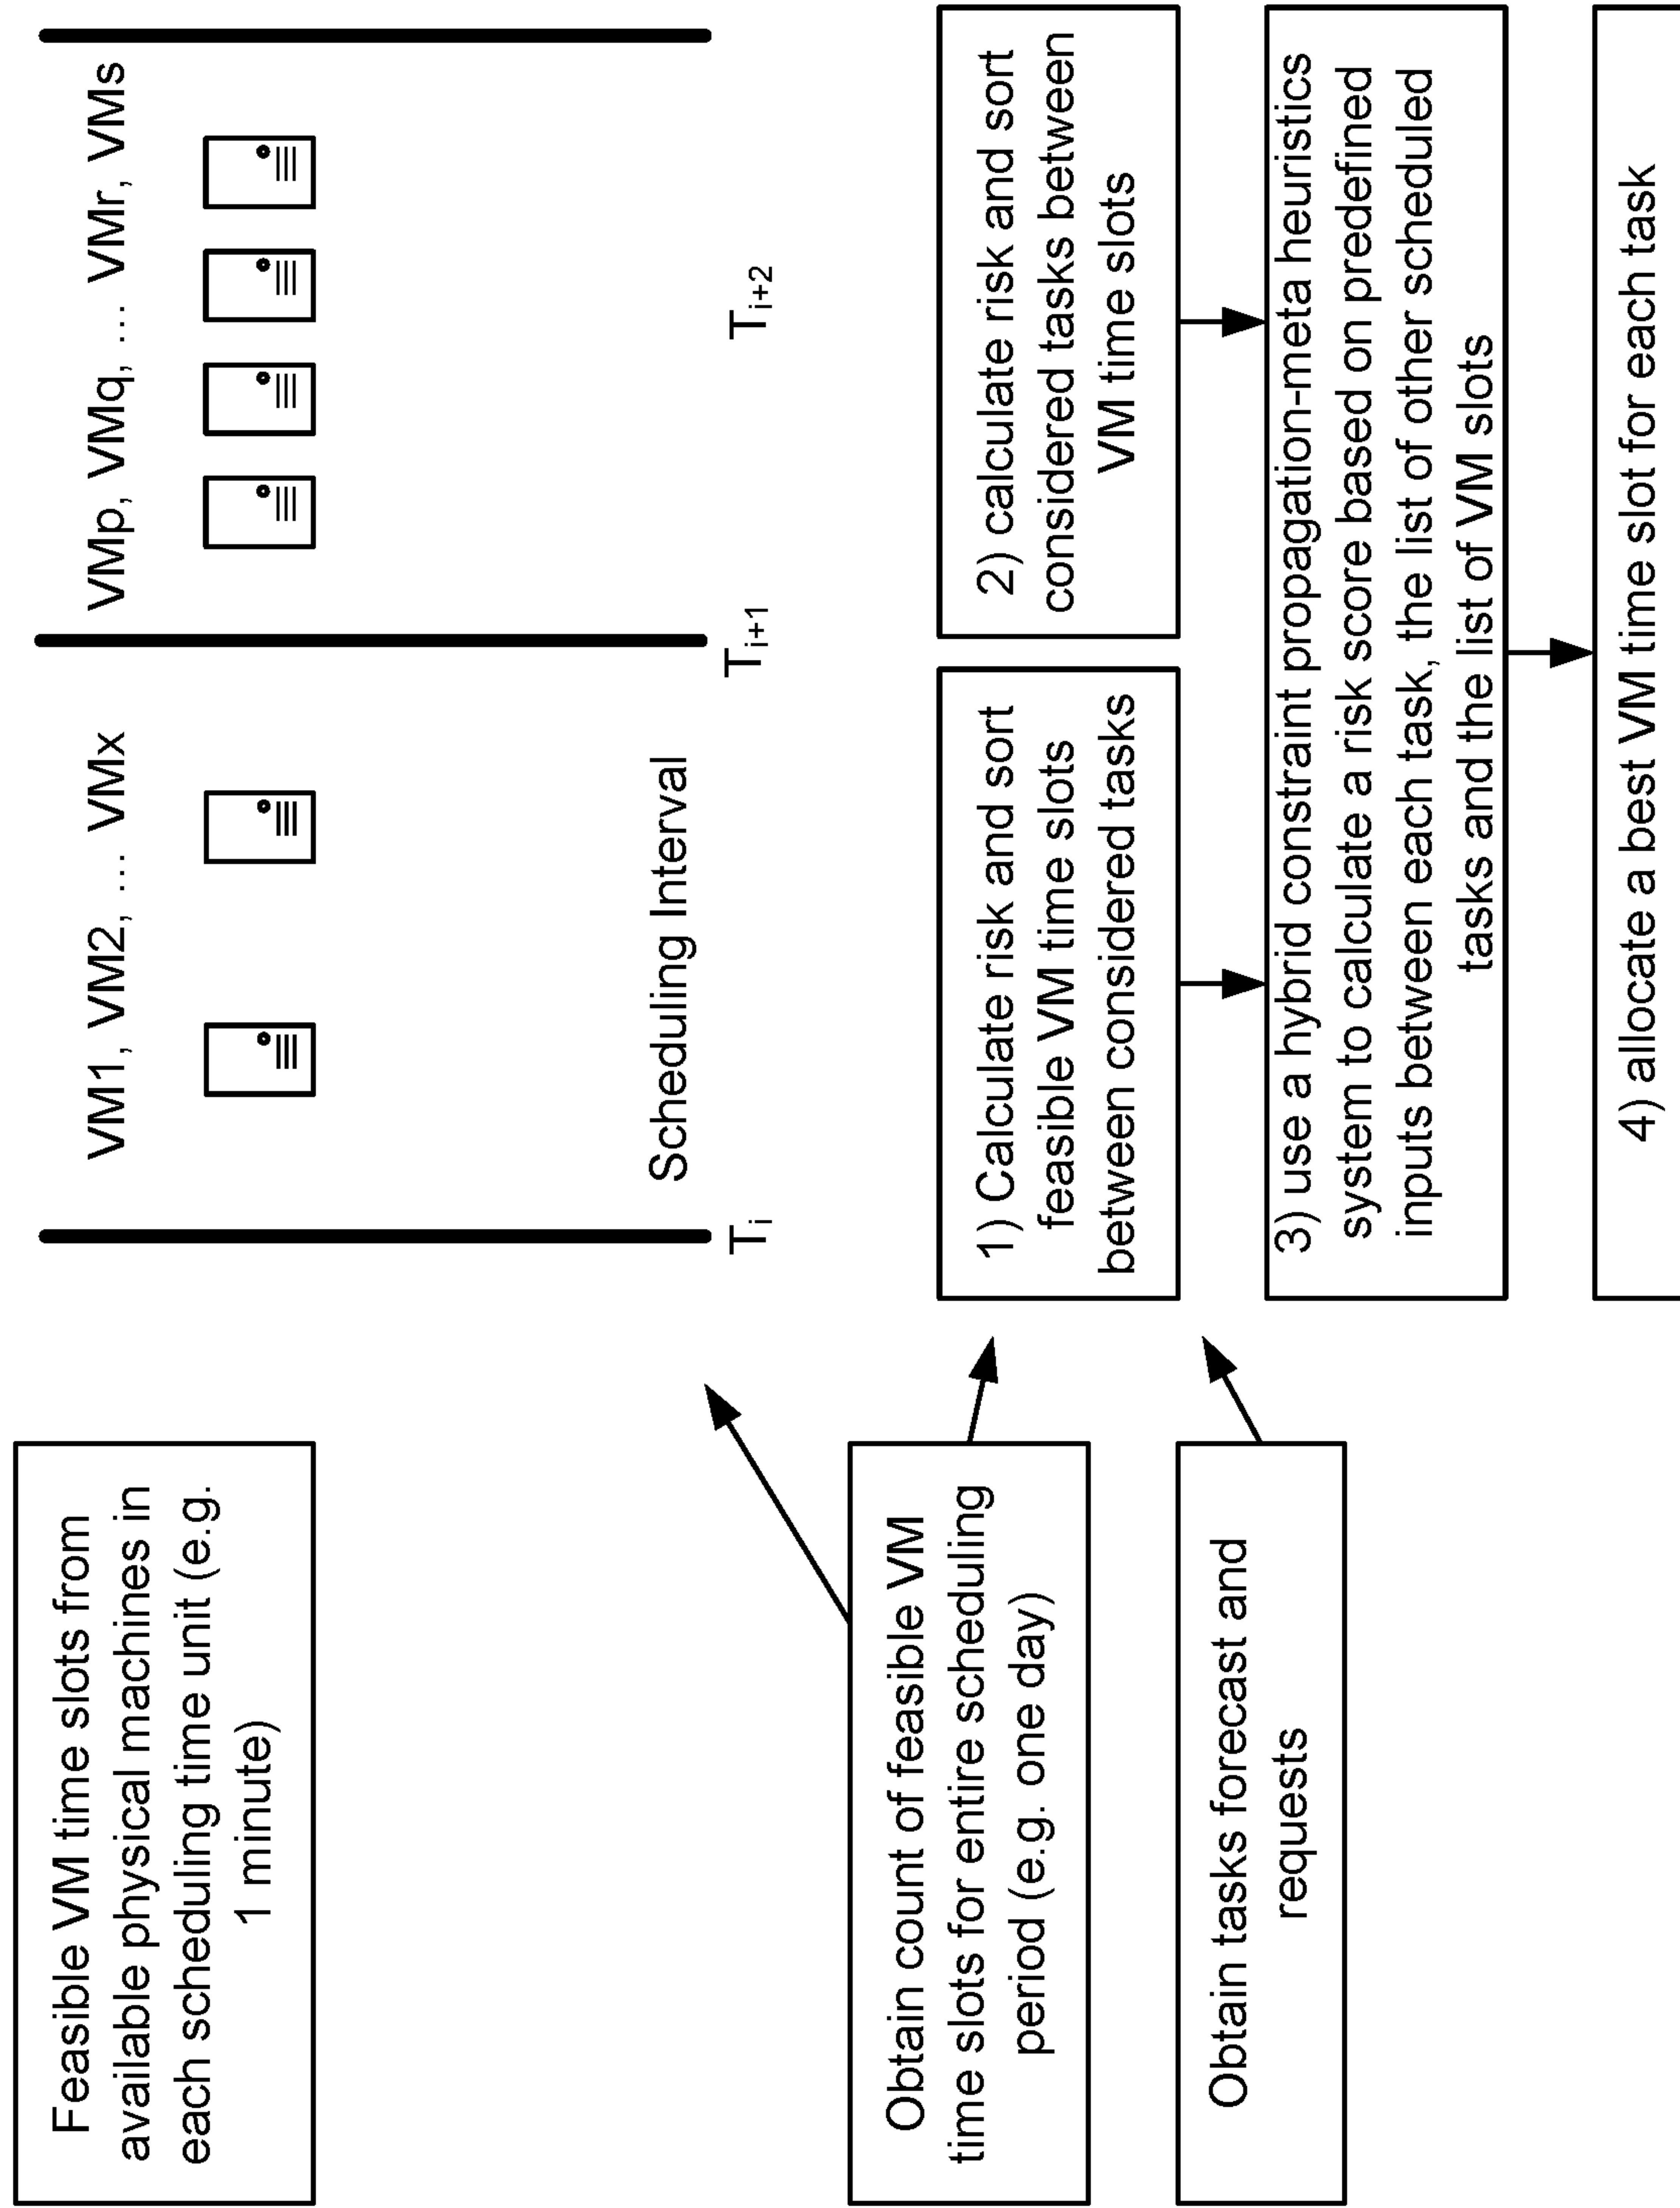 Feasible VM time slots from
available physical machines in
each scheduling time unit (e.g.
1 minute)
VM1, VM2, ... VMx
VMp, VMq, ... VMr, VMs
Scheduling Interval
Ti
Ti+1
Ti+2
Obtain count of feasible VM
time slots for entire scheduling
period (e.g. one day)
Obtain tasks forecast and
requests
1) Calculate risk and sort
feasible VM time slots
between considered tasks
2) calculate risk and sort
considered tasks between
VM time slots
3) use a hybrid constraint propagation-meta heuristics
system to calculate a risk score based on predefined
inputs between each task, the list of other scheduled
tasks and the list of VM slots
4) allocate a best VM time slot for each task